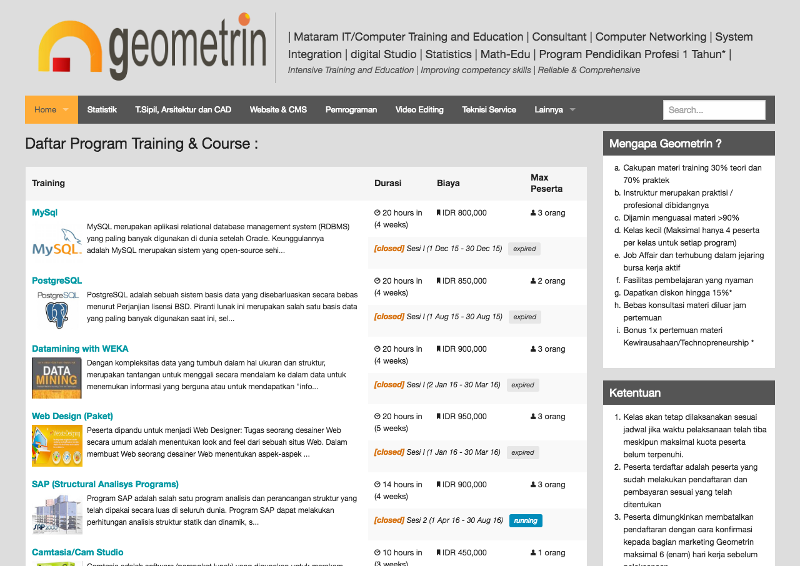 geometrin
| Mataram IT/Computer Training and Education | Consultant | Computer Networking | System
Integration | digital Studio | Statistics | Math-Edu | Program Pendidikan Profesi 1 Tahun* |
Intensive Training and Education | Improving competency skills | Reliable & Comprehensive
Home Statistik T.Sipil, Arsitektur dan CAD Website & CMS Pemrograman Video Editing Teknisi Service Lainnya Search...
Daftar Program Training & Course :
Training Durasi Biaya Max
Peserta
MySql
MySQL merupakan aplikasi relational database management system (RDBMS)
yang paling banyak digunakan di dunia setelah Oracle. Keunggulannya
adalah MySQL merupakan sistem yang open-source sehi...
MySQL
20 hours in
(4 weeks)
IDR 800,000
3 orang
[closed] Sesi I (1 Dec 15 - 30 Dec 15) expired
PostgreSQL
PostgreSQL
PostgreSQL adalah sebuah sistem basis data yang disebarluaskan secara bebas
menurut Perjanjian lisensi BSD. Piranti lunak ini merupakan salah satu basis data
yang paling banyak digunakan saat ini, sel...
20 hours in
(4 weeks)
IDR 850,000
2 orang
[closed] Sesi I (1 Aug 15 - 30 Aug 15) expired
Datamining with WEKA
DATA
MINING
Dengan kompleksitas data yang tumbuh dalam hal ukuran dan struktur,
merupakan tantangan untuk menggali secara mendalam ke dalam data untuk
menemukan informasi yang berguna atau untuk mendapatkan "info...
20 hours in
(4 weeks)
IDR 900,000
3 orang
[closed] Sesi I (2 Jan 16 - 30 Mar 16) expired
Web Design (Paket)
Peserta dipandu untuk menjadi Web Designer: Tugas seorang desainer Web
secara umum adalah menentukan look and feel dari sebuah situs Web. Dalam
membuat Web seorang desainer Web menentukan aspek-aspek ...
20 hours in
(5 weeks)
IDR 950,000
3 orang
[closed] Sesi I (1 Jan 16 - 30 Mar 16) expired
SAP (Structural Analisys Programs)
Program SAP adalah salah satu program analisis dan perancangan struktur yang
telah dipakai secara luas di seluruh dunia. Program SAP dapat melakukan
perhitungan analisis struktur statik dan dinamik, s...
14 hours in
(4 weeks)
IDR 900,000
3 orang
[closed] Sesi 2 (1 Apr 16 - 30 Aug 16) running
Camtasia/Cam Studio
10 hours in
(3 weeks)
IDR 450,000
1 orang
Mengapa Geometrin ?
a. Cakupan materi training 30% teori dan
70% praktek
b. Instruktur merupakan praktisi /
profesional dibidangnya
c. Dijamin menguasai materi >90%
d. Kelas kecil (Maksimal hanya 4 peserta
per kelas untuk setiap program)
e. Job Affair dan terhubung dalam jejaring
bursa kerja aktif
f. Fasilitas pembelajaran yang nyaman
g. Dapatkan diskon hingga 15%*
h. Bebas konsultasi materi diluar jam
pertemuan
i. Bonus 1x pertemuan materi
Kewirausahaan/Technopreneurship *
Ketentuan
1. Kelas akan tetap dilaksanakan sesuai
jadwal jika waktu pelaksanaan telah tiba
meskipun maksimal kuota peserta
belum terpenuhi.
2. Peserta terdaftar adalah peserta yang
sudah melakukan pendaftaran dan
pembayaran sesuai yang telah
ditentukan
3. Peserta dimungkinkan membatalkan
pendaftaran dengan cara konfirmasi
kepada bagian marketing Geometrin
maksimal 6 (enam) hari kerja sebelum